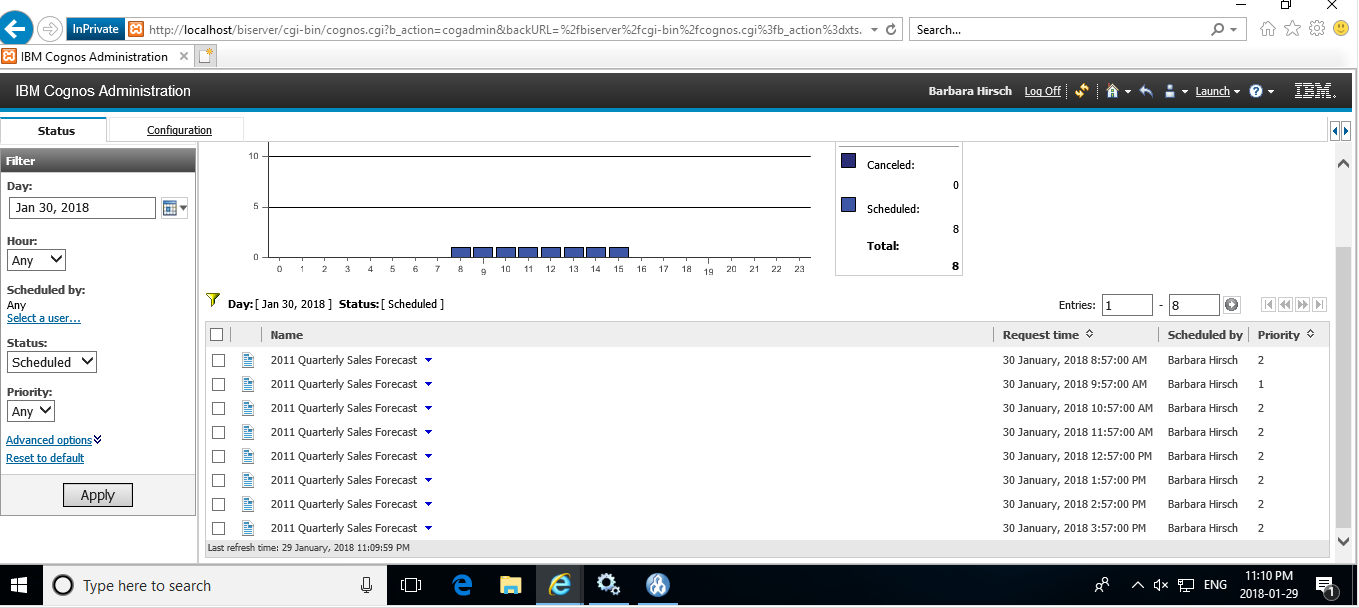 InPrivate
http://localhost/biserver/cgi-bin/cognos.cgi?b_action=cogadmin&backURL=%2fbiserver%2fcgi-bin%2fcognos.cgi%3fb_action%3dxts.
Search...
IBM Cognos Administration
IBM Cognos Administration
Barbara Hirsch Log Off Launch IBM.
Status Configuration
Filter
Day:
Jan 30, 2018
Hour:
Any
Scheduled by:
Any
Select a user...
Status:
Scheduled
Priority:
Any
Advanced options
Reset to default
Apply
10
5
0
0 1 2 3 4 5 6 7 8 9 10 11 12 13 14 15 16 17 18 19 20 21 22 23
Canceled:
0
Scheduled:
8
Total:
8
Day:[ Jan 30, 2018 ] Status:[ Scheduled ]
Entries: 1 - 8
Name Request time Scheduled by Priority
2011 Quarterly Sales Forecast 30 January, 2018 8:57:00 AM Barbara Hirsch 2
2011 Quarterly Sales Forecast 30 January, 2018 9:57:00 AM Barbara Hirsch 1
2011 Quarterly Sales Forecast 30 January, 2018 10:57:00 AM Barbara Hirsch 2
2011 Quarterly Sales Forecast 30 January, 2018 11:57:00 AM Barbara Hirsch 2
2011 Quarterly Sales Forecast 30 January, 2018 12:57:00 PM Barbara Hirsch 2
2011 Quarterly Sales Forecast 30 January, 2018 1:57:00 PM Barbara Hirsch 2
2011 Quarterly Sales Forecast 30 January, 2018 2:57:00 PM Barbara Hirsch 2
2011 Quarterly Sales Forecast 30 January, 2018 3:57:00 PM Barbara Hirsch 2
Last refresh time: 29 January, 2018 11:09:59 PM
Type here to search
ENG
11:10 PM
2018-01-29
1